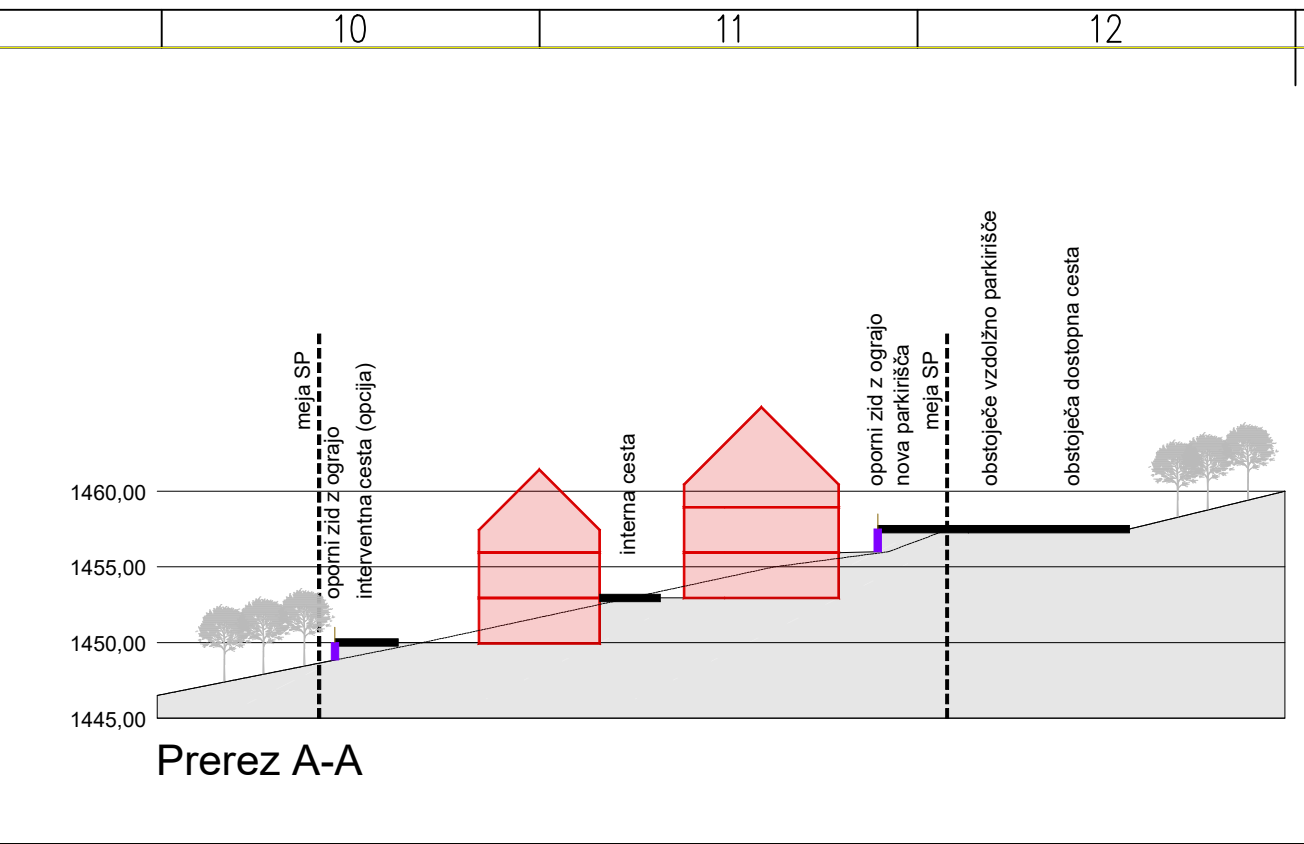 10
11
12
meja SP
oporni zid z ograjo
interventna cesta (opcija)
interna cesta
oporni zid z ograjo
nova parkirišča
meja SP
obstoječe vzdolžno parkirišče
obstoječa dostopna cesta
1460,00
1455,00
1450,00
1445,00
Prerez A-A